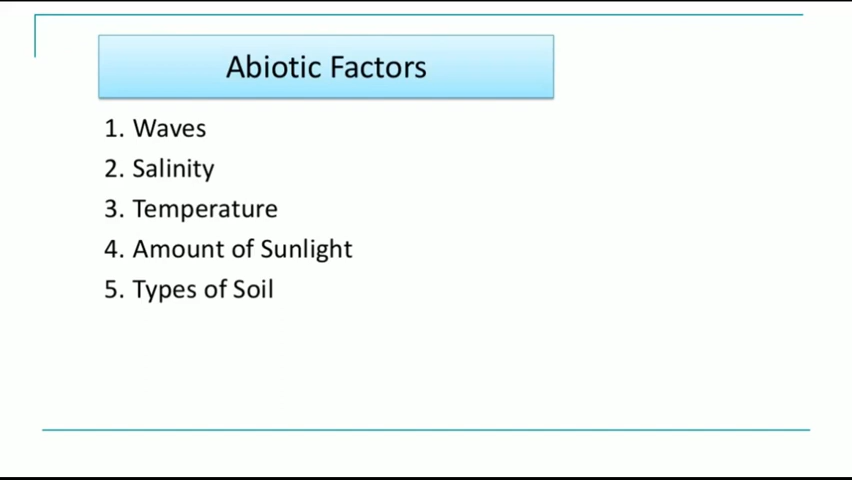 Abiotic Factors
1. Waves
2. Salinity
3. Temperature
4. Amount of Sunlight
5. Types of Soil